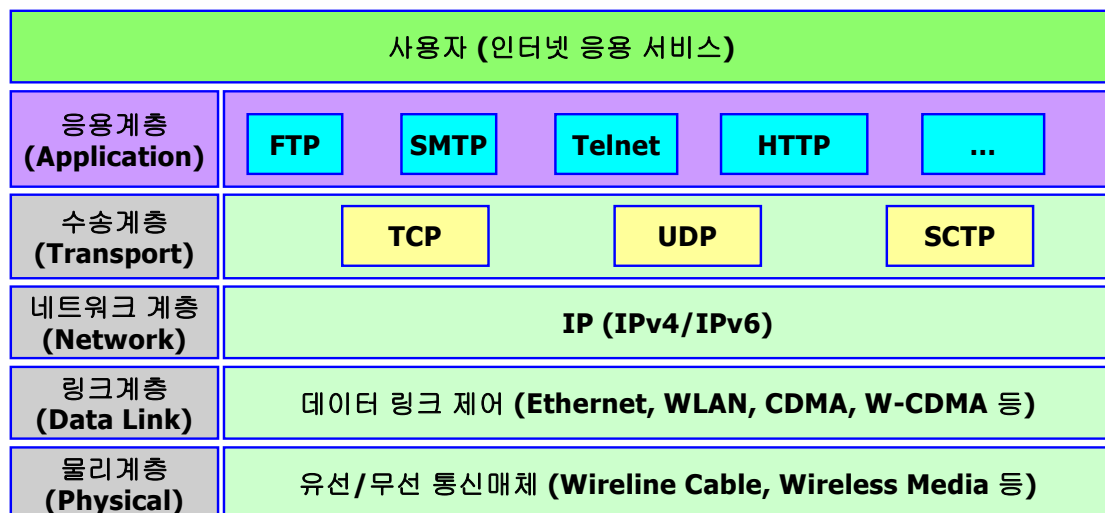 사용자 (인터넷 응용 서비스)
응용계층
(Application)
FTP SMTP Telnet HTTP ...
수송계층
(Transport)
TCP UDP SCTP
네트워크 계층
(Network)
IP (IPv4/IPv6)
링크계층
(Data Link)
데이터 링크 제어 (Ethernet, WLAN, CDMA, W-CDMA 등)
물리계층
(Physical)
유선/무선 통신매체 (Wireline Cable, Wireless Media 등)